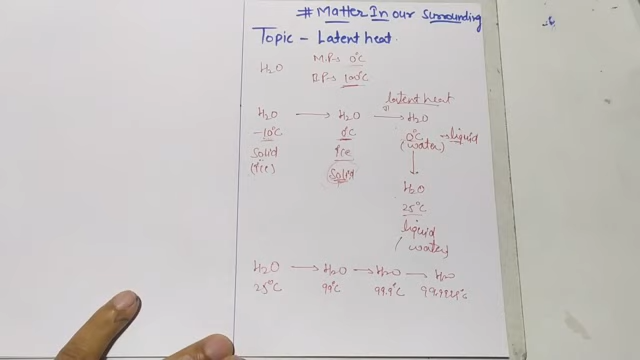 # Matter In our Surrounding
Topic - Latent heat
H₂O
M.P→ 0°C
B.P→ 100°C
latent heat
H₂O → H₂O → H₂O
-10°C 0°C 0°C → liquid
(water)
Solid Ice
(Ice) Solid
H₂O
25°C
liquid
(water)
H₂O → H₂O → H₂O — H₂O
25°C 99°C 99.9°C